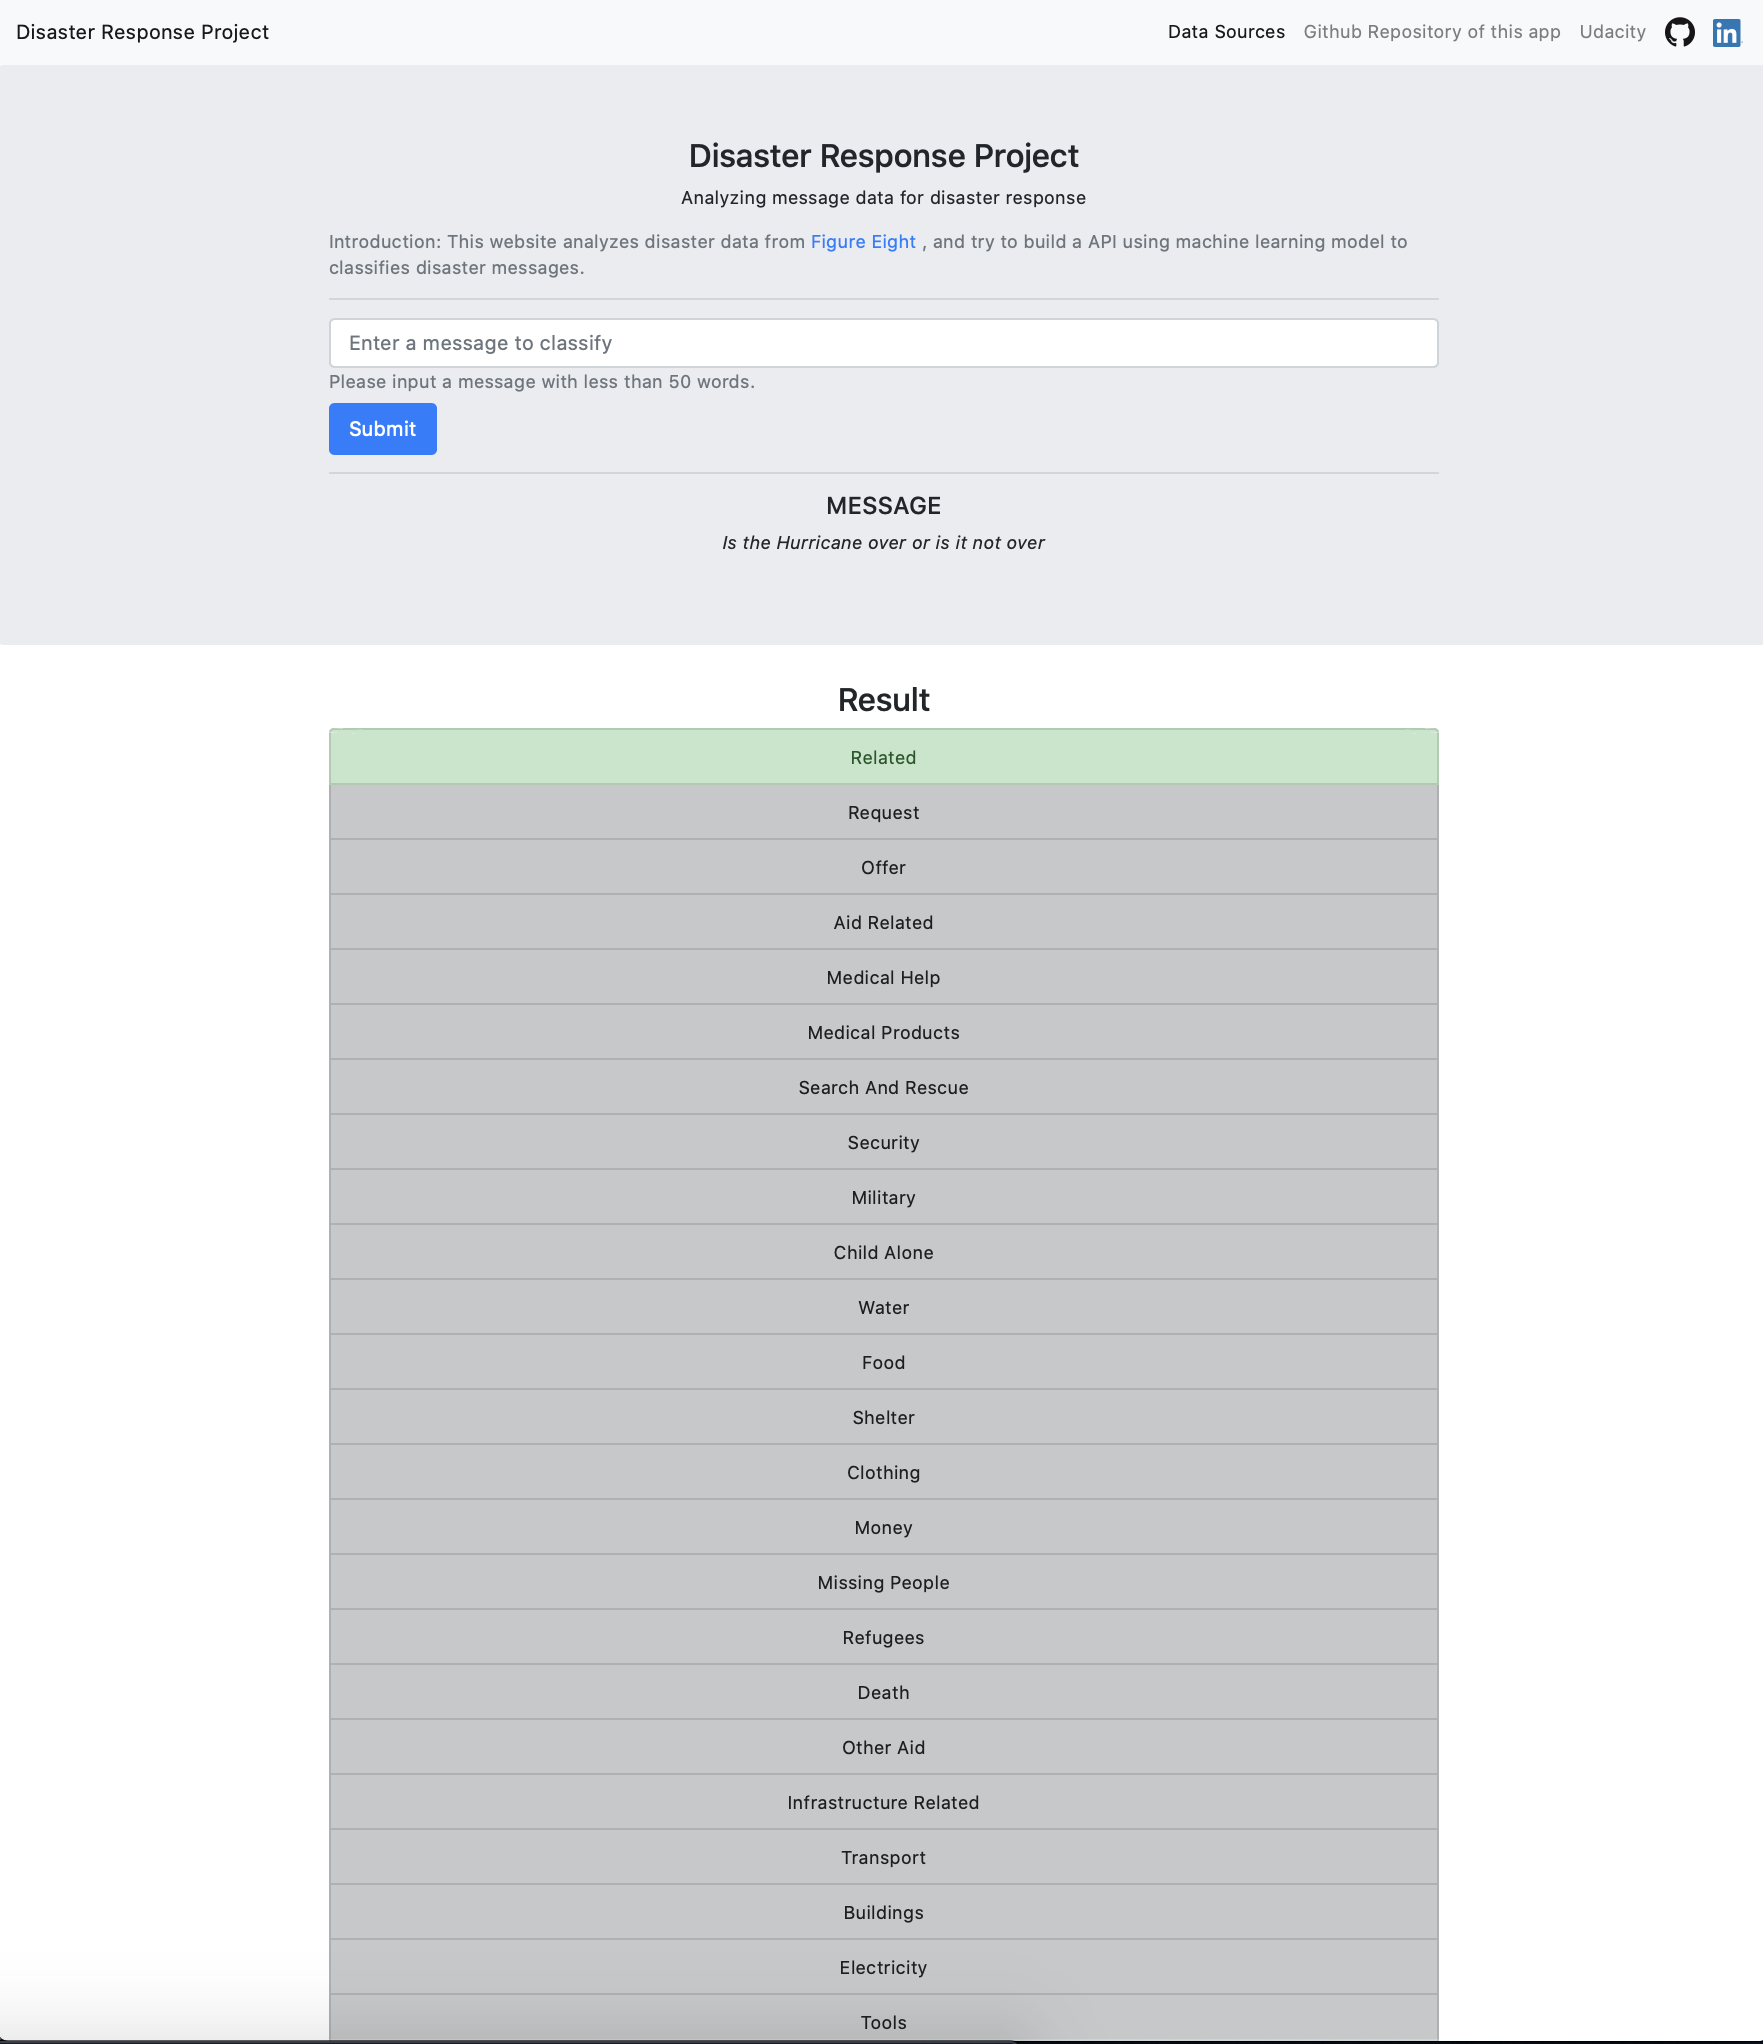 Disaster Response Project
Data Sources Github Repository of this app Udacity in
Disaster Response Project
Analyzing message data for disaster response
Introduction: This website analyzes disaster data from Figure Eight , and try to build a API using machine learning model to
classifies disaster messages.
Enter a message to classify
Please input a message with less than 50 words.
Submit
MESSAGE
Is the Hurricane over or is it not over
Result
Related
Request
Offer
Aid Related
Medical Help
Medical Products
Search And Rescue
Security
Military
Child Alone
Water
Food
Shelter
Clothing
Money
Missing People
Refugees
Death
Other Aid
Infrastructure Related
Transport
Buildings
Electricity
Tools